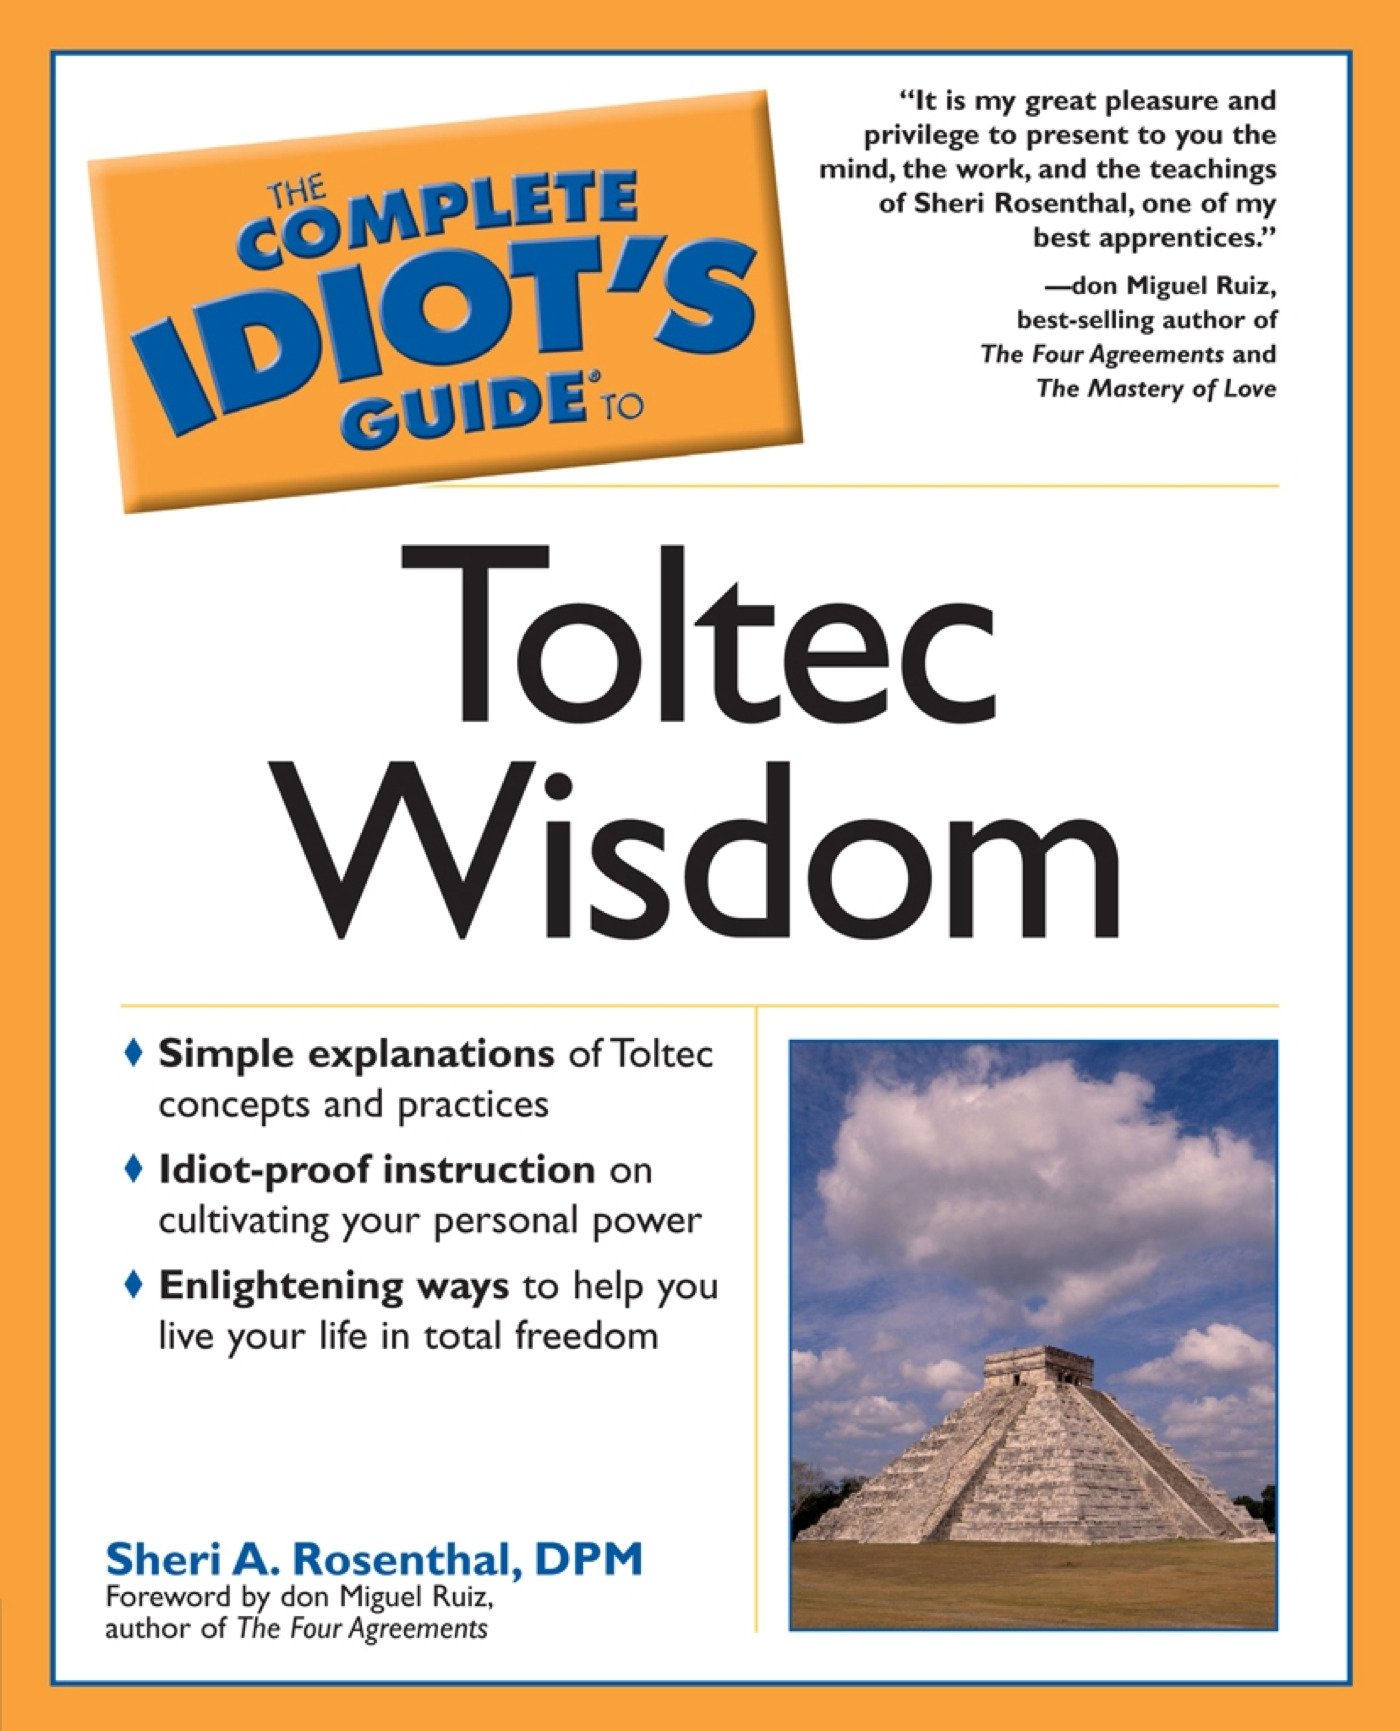 THE
COMPLETE
IDIOT'S
GUIDE® TO
“It is my great pleasure and
privilege to present to you the
mind, the work, and the teachings
of Sheri Rosenthal, one of my
best apprentices.”
—don Miguel Ruiz,
best-selling author of
The Four Agreements and
The Mastery of Love
Toltec
Wisdom
♦ Simple explanations of Toltec
concepts and practices
♦ Idiot-proof instruction on
cultivating your personal power
♦ Enlightening ways to help you
live your life in total freedom
Sheri A. Rosenthal, DPM
Foreword by don Miguel Ruiz,
author of The Four Agreements